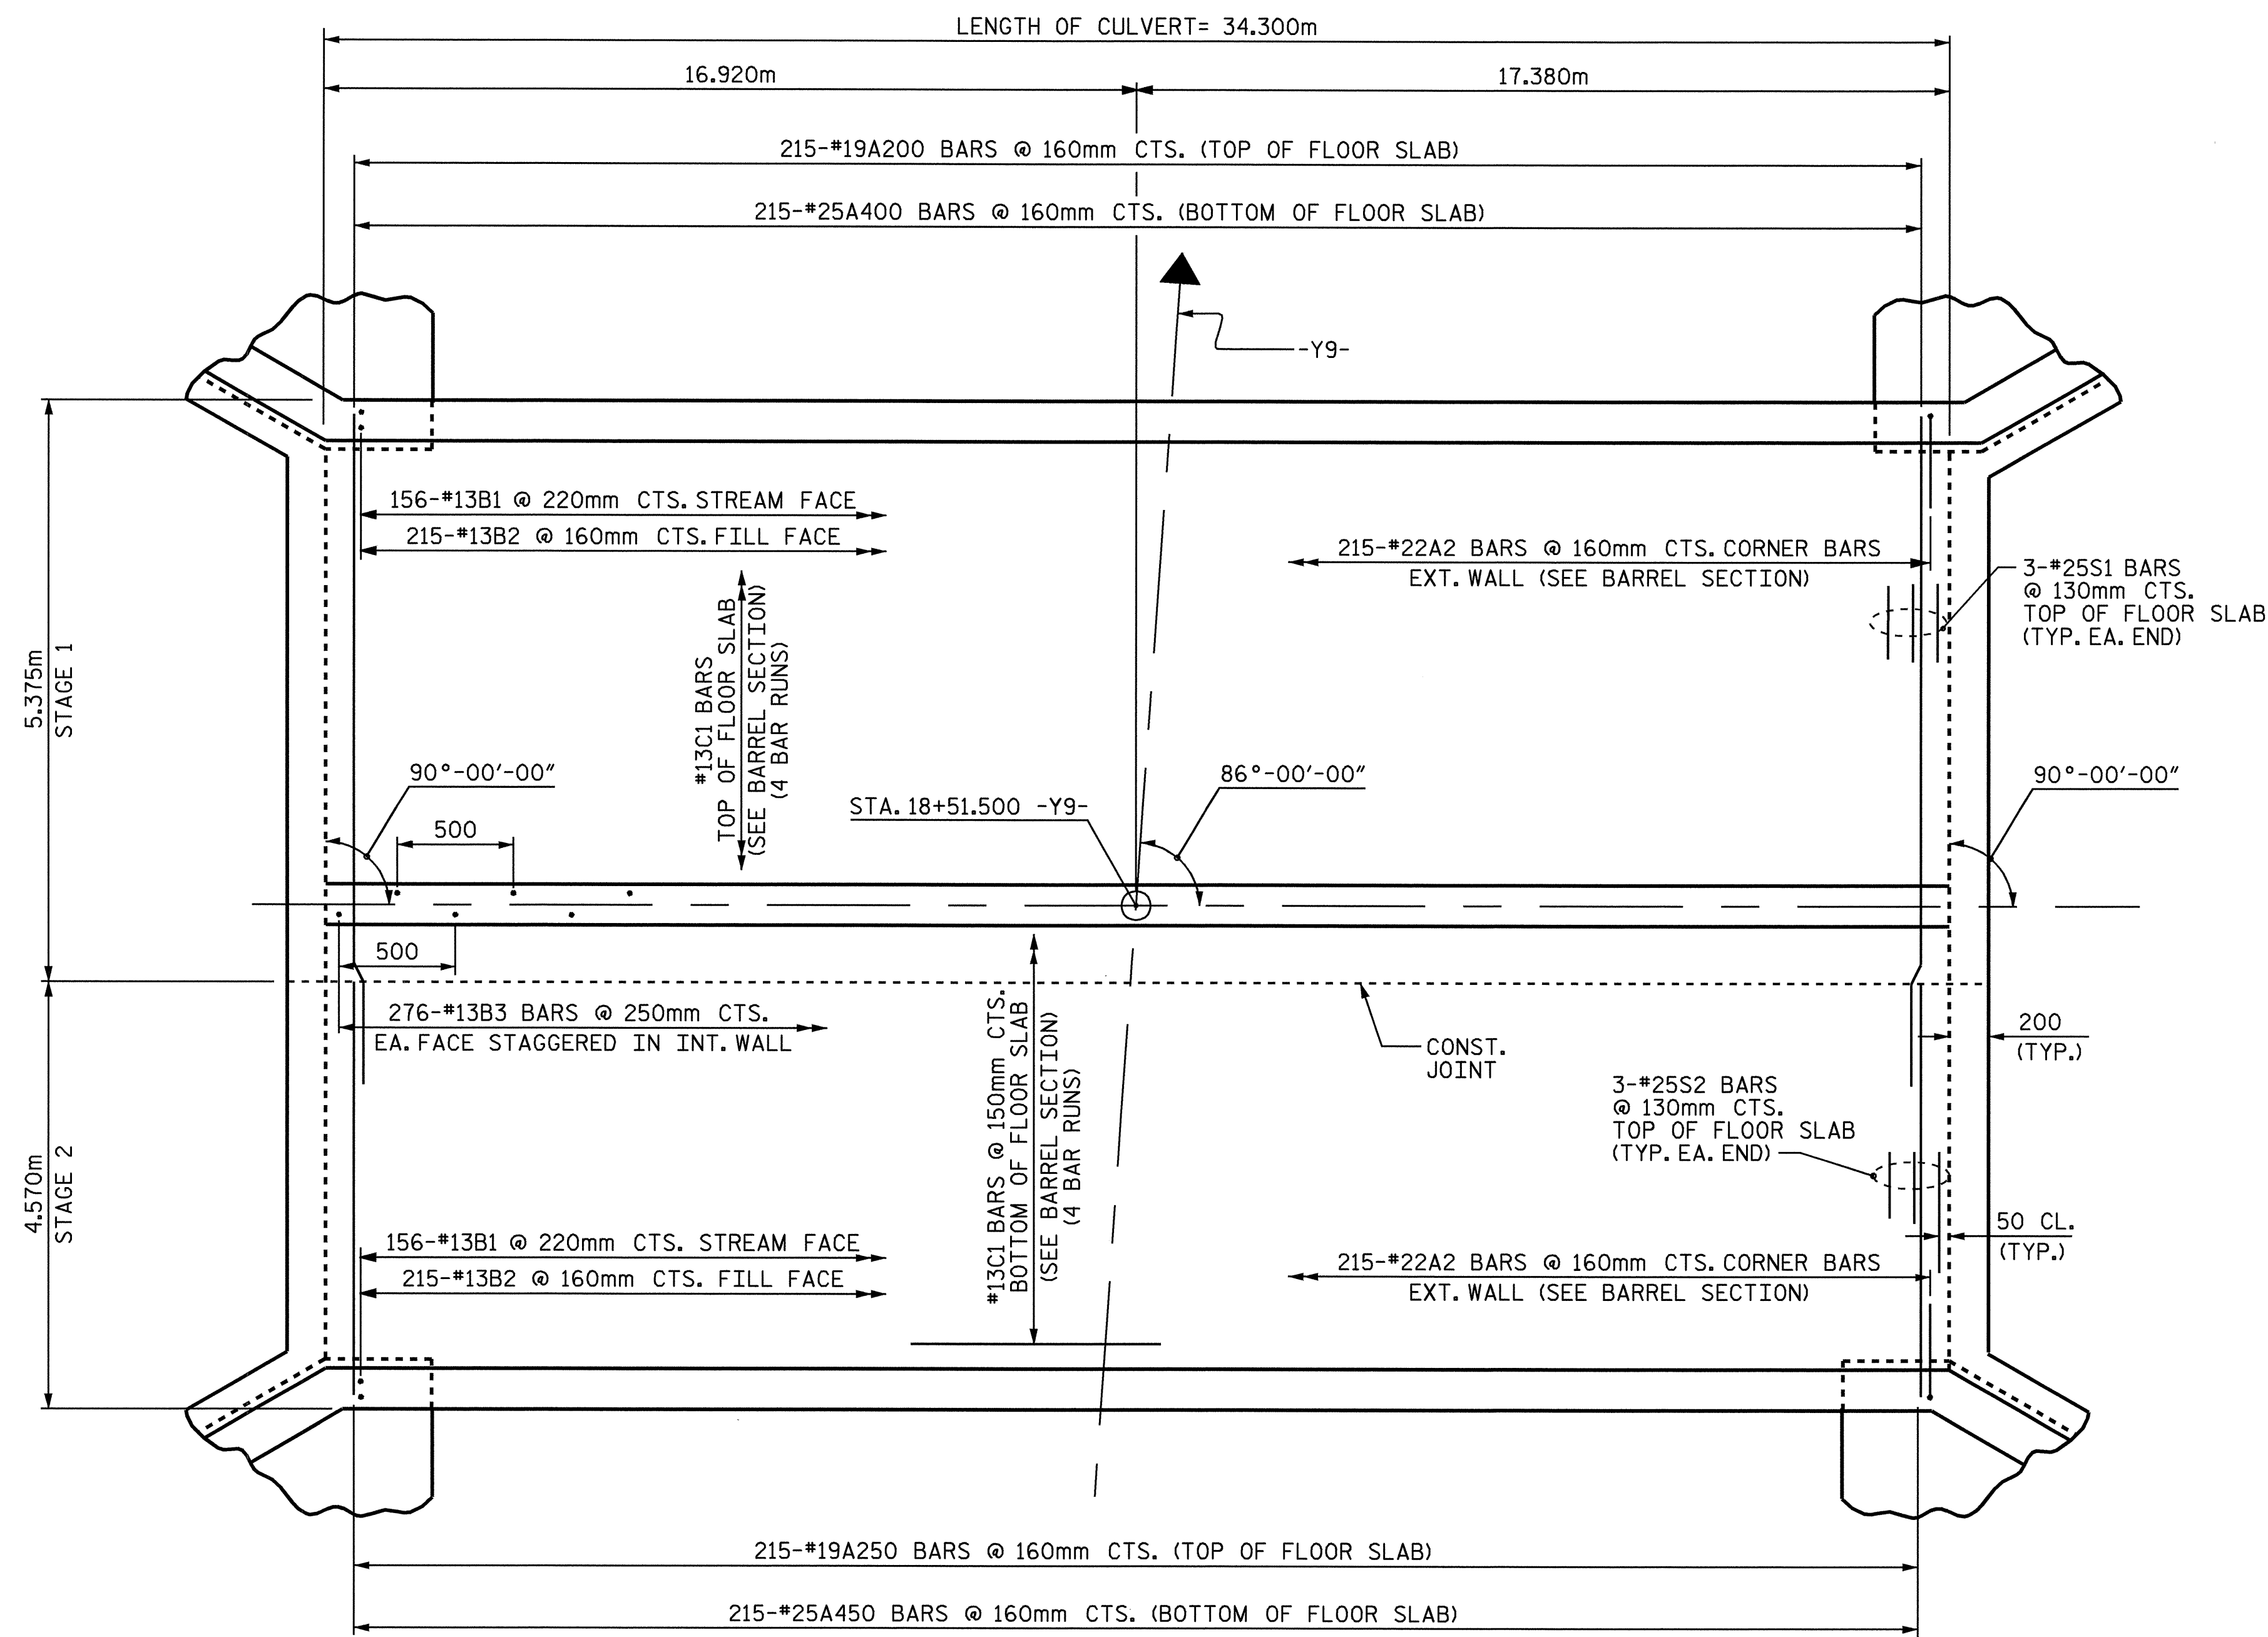 LENGTH OF CULVERT= 34.300m
16.920m
17.380m
215-#19A200 BARS @ 160mm CTS. (TOP OF FLOOR SLAB)
215-#25A400 BARS @ 160mm CTS. (BOTTOM OF FLOOR SLAB)
-Y9-
156-#13B1 @ 220mm CTS. STREAM FACE
215-#13B2 @ 160mm CTS. FILL FACE
215-#22A2 BARS @ 160mm CTS. CORNER BARS
EXT. WALL (SEE BARREL SECTION)
3-#25S1 BARS
@ 130mm CTS.
TOP OF FLOOR SLAB
(TYP. EA. END)
5.375m
STAGE 1
#13C1 BARS
TOP OF FLOOR SLAB
(SEE BARREL SECTION)
(4 BAR RUNS)
90°-00'-00"
86°-00'-00"
90°-00'-00"
STA. 18+51.500 -Y9-
500
500
276-#13B3 BARS @ 250mm CTS.
EA. FACE STAGGERED IN INT. WALL
#13C1 BARS @ 150mm CTS.
BOTTOM OF FLOOR SLAB
(SEE BARREL SECTION)
(4 BAR RUNS)
CONST.
JOINT
200
(TYP.)
3-#25S2 BARS
@ 130mm CTS.
TOP OF FLOOR SLAB
(TYP. EA. END)
4.570m
STAGE 2
50 CL.
(TYP.)
156-#13B1 @ 220mm CTS. STREAM FACE
215-#13B2 @ 160mm CTS. FILL FACE
215-#22A2 BARS @ 160mm CTS. CORNER BARS
EXT. WALL (SEE BARREL SECTION)
215-#19A250 BARS @ 160mm CTS. (TOP OF FLOOR SLAB)
215-#25A450 BARS @ 160mm CTS. (BOTTOM OF FLOOR SLAB)